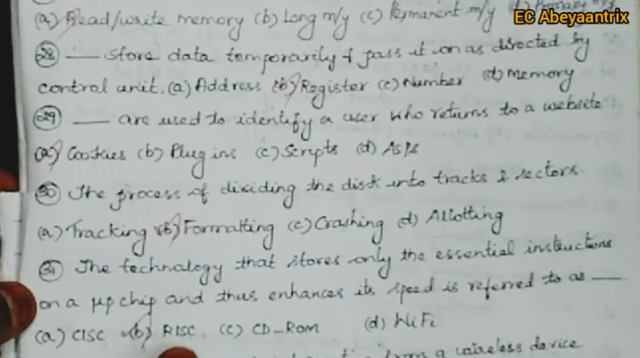 EC Abeyaantrix
(a) Read/write memory (b) Long m/y (c) Permanent m/y
28 ___ store data temporarily & pass it on as directed by
control unit. (a) Address (b) Register (c) Number (d) Memory
29 ___ are used to identify a user who returns to a website
(a) Cookies (b) Plug ins (c) Scripts (d) ASPs
30 The process of dividing the disk into tracks & sectors.
(a) Tracking (b) Formatting (c) Crashing (d) Allotting
31 The technology that stores only the essential instructions
on a µp chip and thus enhances its speed is referred to as ___
(a) CISC (b) RISC (c) CD-ROM (d) WiFi
from a wireless device